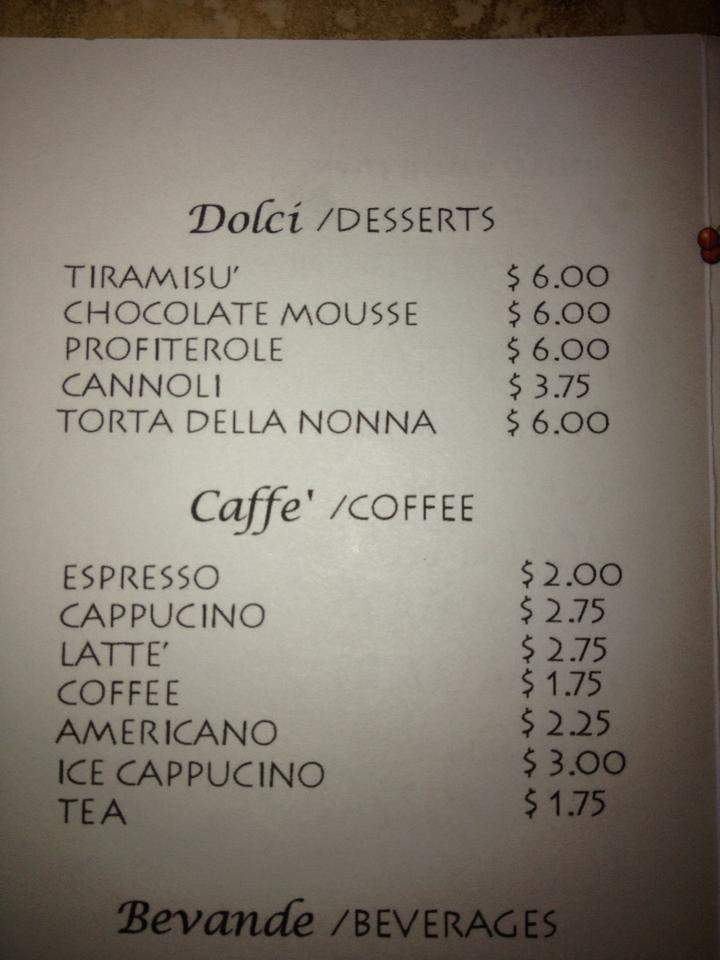 Dolci /DESSERTS
TIRAMISU' $ 6.00
CHOCOLATE MOUSSE $ 6.00
PROFITEROLE $ 6.00
CANNOLI $ 3.75
TORTA DELLA NONNA $ 6.00
Caffe' /COFFEE
ESPRESSO $ 2.00
CAPPUCINO $ 2.75
LATTE' $ 2.75
COFFEE $ 1.75
AMERICANO $ 2.25
ICE CAPPUCINO $ 3.00
TEA $ 1.75
Bevande /BEVERAGES